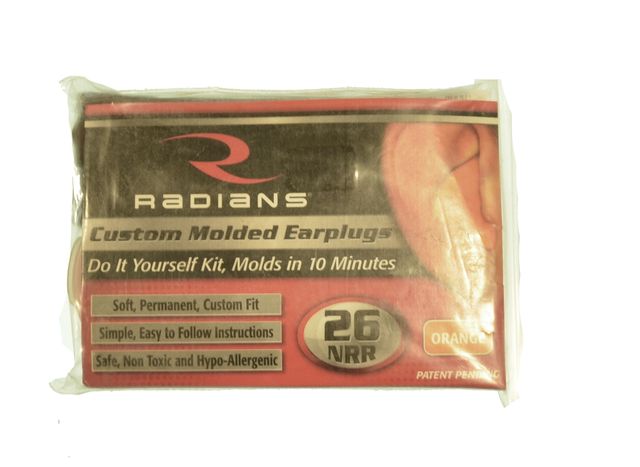 RADIANS®
Custom Molded Earplugs
Do It Yourself Kit, Molds in 10 Minutes
Soft, Permanent, Custom Fit
Simple, Easy to Follow Instructions
Safe, Non Toxic and Hypo-Allergenic
26
NRR
ORANGE
PATENT PENDING